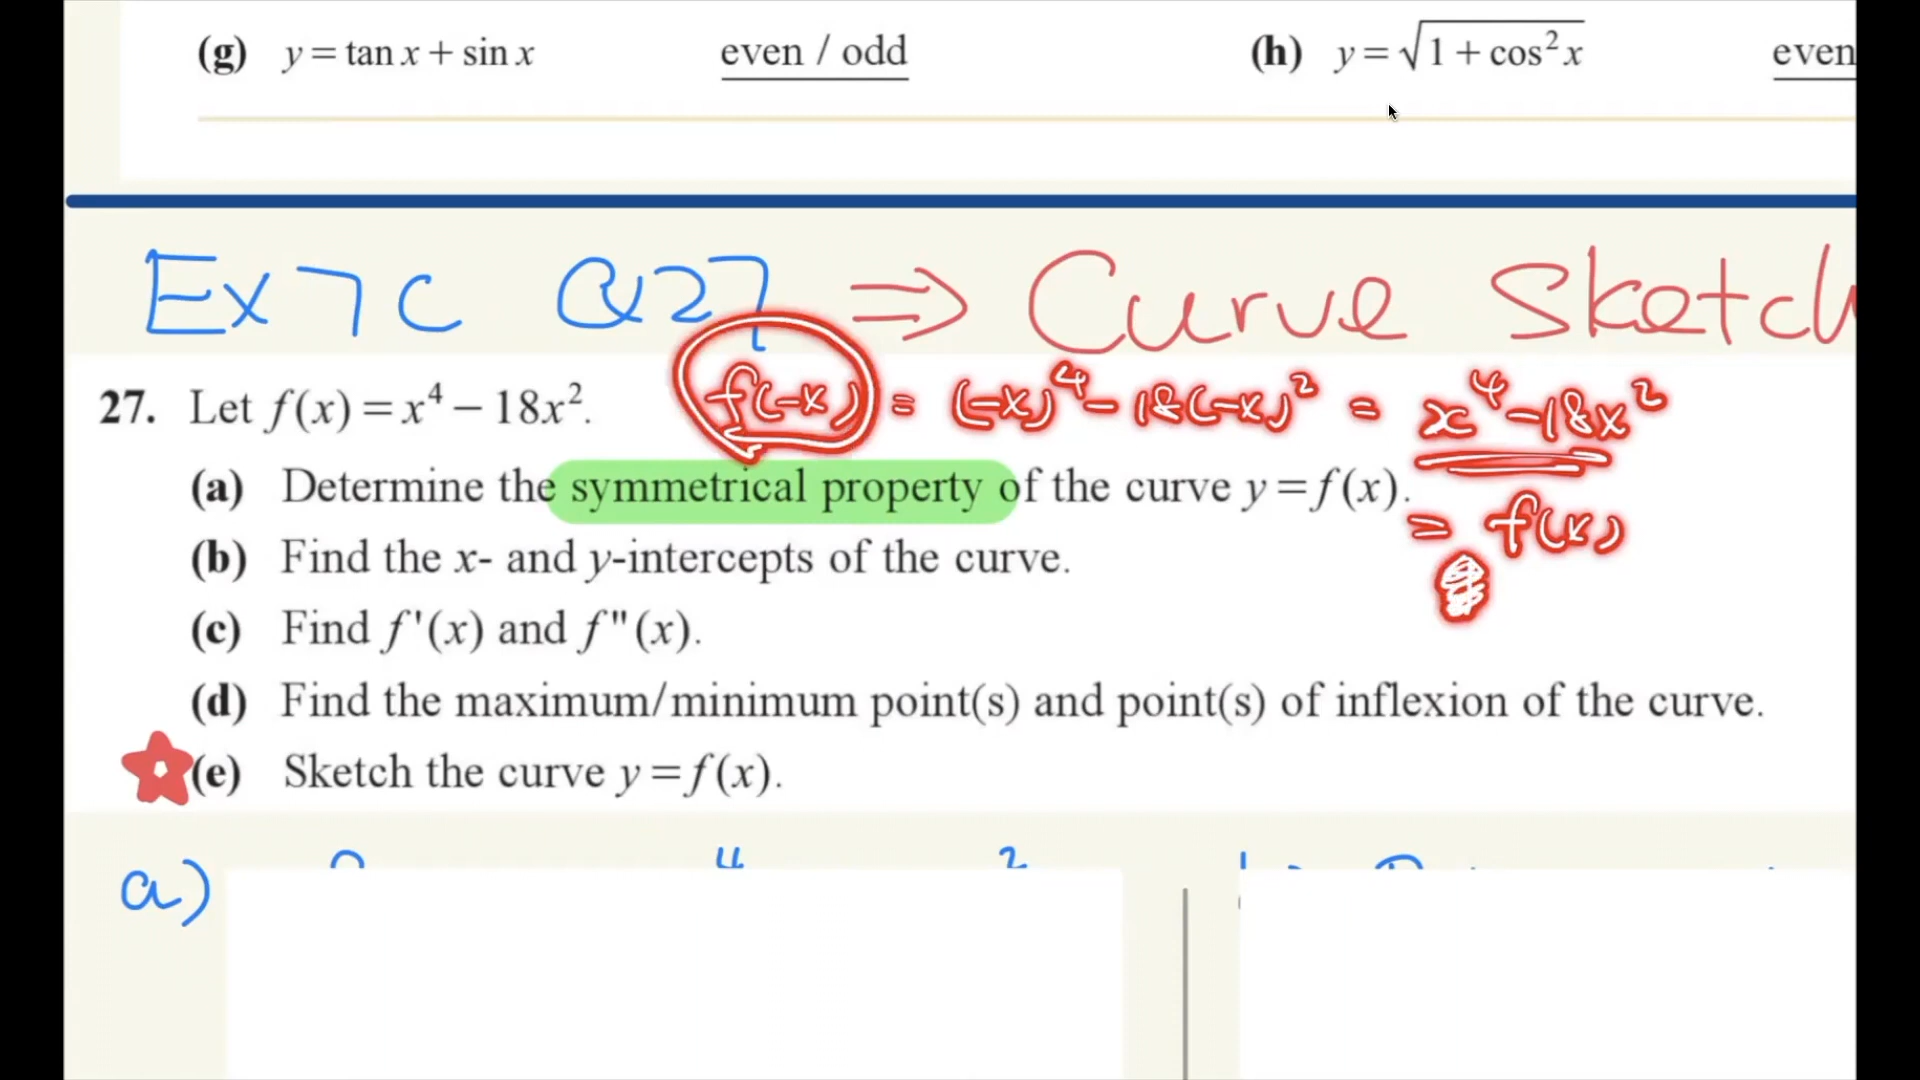 (g) y = tan x + sin x even / odd (h) y = √1 + cos²x even
Ex 7C Q27 ⇒ Curve Sketch
27. Let f(x) = x⁴ – 18x². f(-x) = (-x)⁴ - 18(-x)² = x⁴ - 18x²
(a) Determine the symmetrical property of the curve y = f(x).
= f(x)
(b) Find the x- and y-intercepts of the curve.
(c) Find f'(x) and f"(x).
(d) Find the maximum/minimum point(s) and point(s) of inflexion of the curve.
(e) Sketch the curve y = f(x).
a)